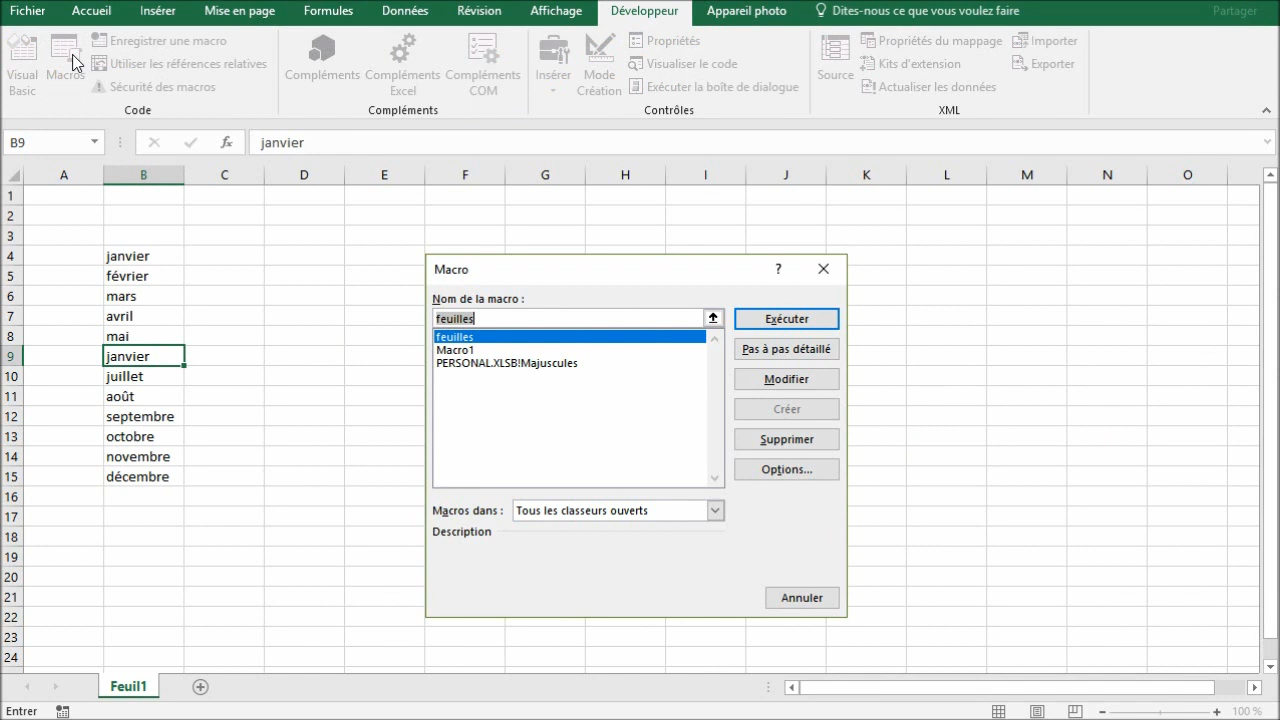 Fichier Accueil Insérer Mise en page Formules Données Révision Affichage Développeur Appareil photo Dites-nous ce que vous voulez faire Partager
Visual Basic
Macros
Enregistrer une macro
Utiliser les références relatives
Sécurité des macros
Code
Compléments
Compléments Excel
Compléments COM
Compléments
Insérer
Mode Création
Propriétés
Visualiser le code
Exécuter la boîte de dialogue
Contrôles
Source
Propriétés du mappage
Kits d'extension
Actualiser les données
Importer
Exporter
XML
B9 fx janvier
A B C D E F G H I J K L M N O
1
2
3
4 janvier
5 février
6 mars
7 avril
8 mai
9 janvier
10 juillet
11 août
12 septembre
13 octobre
14 novembre
15 décembre
16
17
18
19
20
21
22
23
24
Macro ?
Nom de la macro :
feuilles
feuilles
Macro1
PERSONAL.XLSB!Majuscules
Exécuter
Pas à pas détaillé
Modifier
Créer
Supprimer
Options...
Macros dans : Tous les classeurs ouverts
Description
Annuler
Feuil1
Entrer
100 %